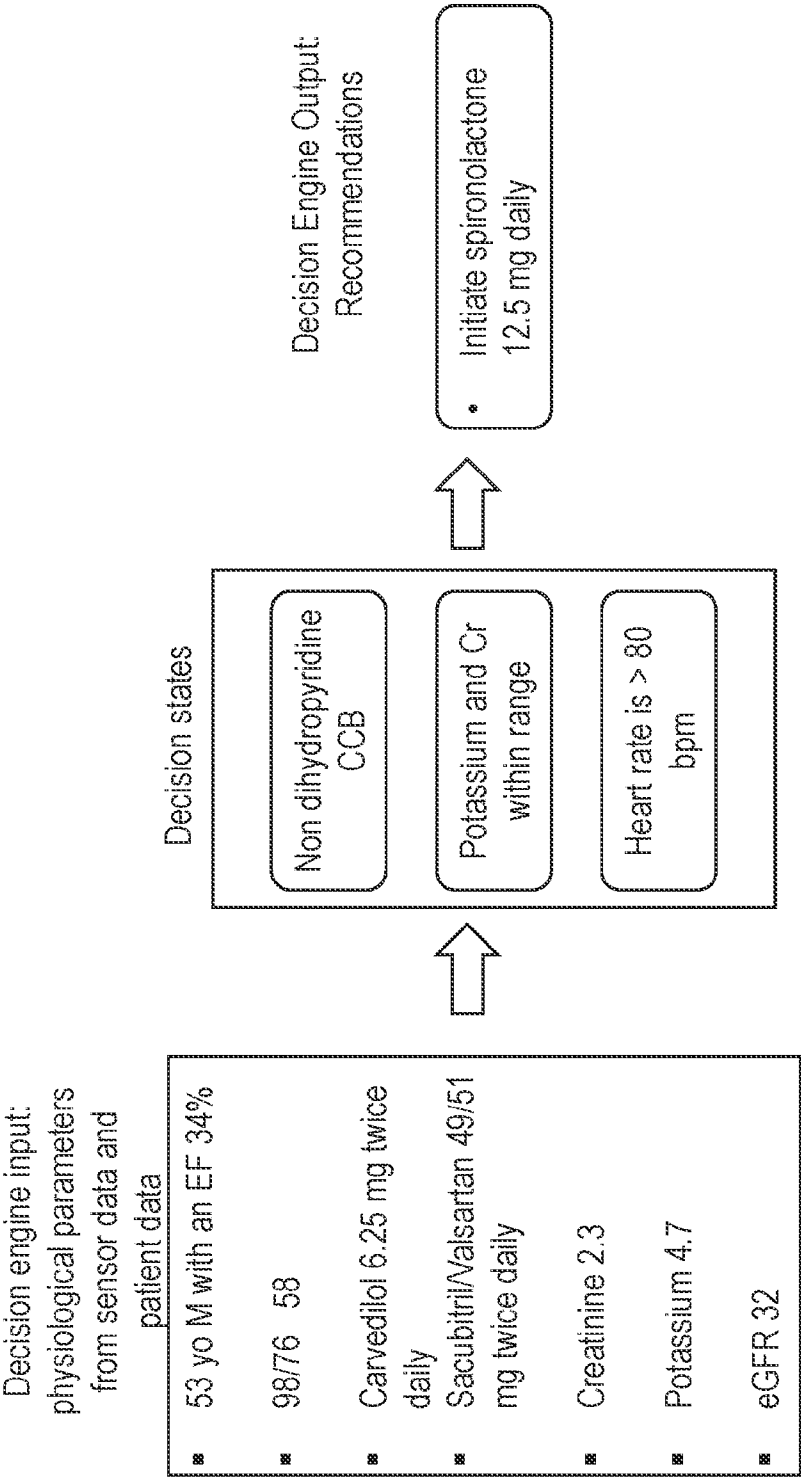 Decision engine input:
physiological parameters
from sensor data and
patient data
▪ 53 yo M with an EF 34%
▪ 98/76 58
▪ Carvedilol 6.25 mg twice
daily
▪ Sacubitril/Valsartan 49/51
mg twice daily
▪ Creatinine 2.3
▪ Potassium 4.7
▪ eGFR 32
Decision states
Non dihydropyridine
CCB
Potassium and Cr
within range
Heart rate is > 80
bpm
Decision Engine Output:
Recommendations
• Initiate spironolactone
12.5 mg daily